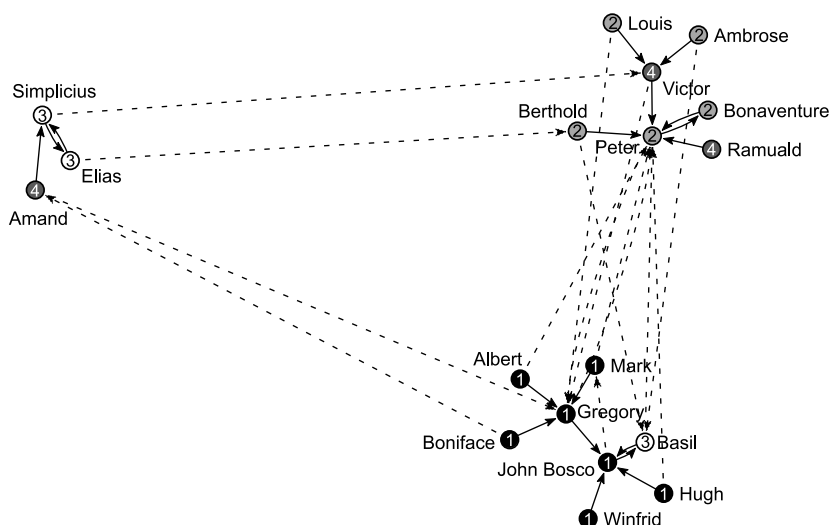 2 Louis
2 Ambrose
4 Victor
Simplicius
3
Berthold
2
2 Bonaventure
Peter 2
4 Ramuald
3
Elias
4
Amand
Albert
1
1 Mark
1 Gregory
Boniface 1
3 Basil
John Bosco 1
1 Hugh
1 Winfrid